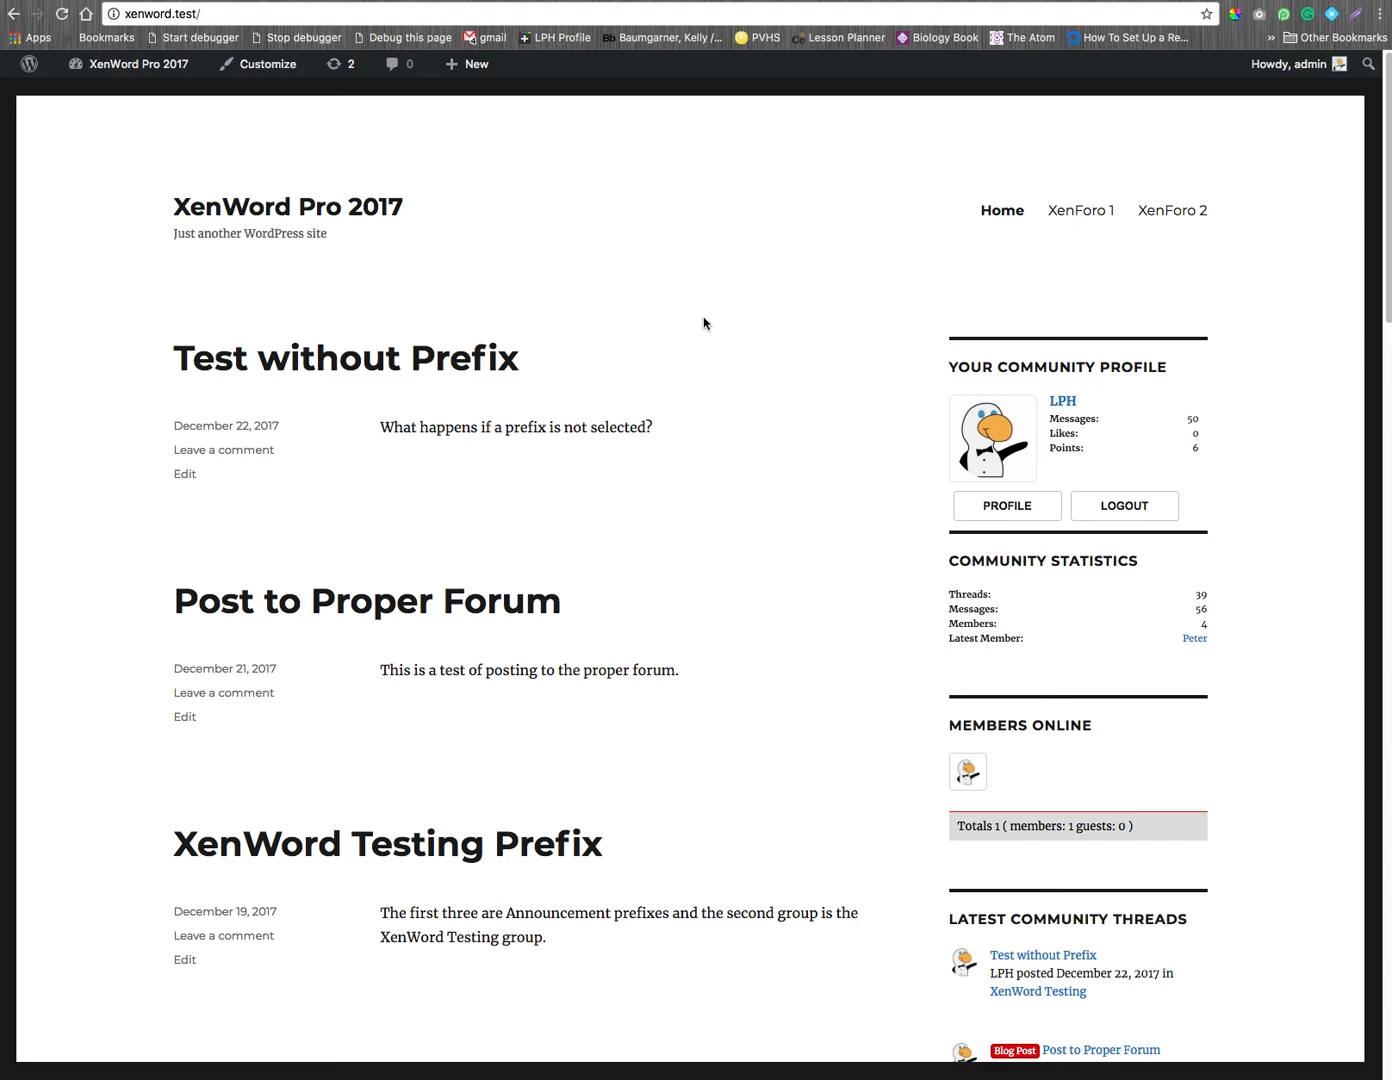 xenword.test/
Apps Bookmarks Start debugger Stop debugger Debug this page gmail LPH Profile Bb Baumgarner, Kelly /... PVHS Cc Lesson Planner Biology Book The Atom How To Set Up a Re... » Other Bookmarks
XenWord Pro 2017 Customize 2 0 New Howdy, admin
XenWord Pro 2017
Just another WordPress site
Home XenForo 1 XenForo 2
Test without Prefix
December 22, 2017
Leave a comment
Edit
What happens if a prefix is not selected?
Post to Proper Forum
December 21, 2017
Leave a comment
Edit
This is a test of posting to the proper forum.
XenWord Testing Prefix
December 19, 2017
Leave a comment
Edit
The first three are Announcement prefixes and the second group is the
XenWord Testing group.
YOUR COMMUNITY PROFILE
LPH
Messages: 50
Likes: 0
Points: 6
PROFILE LOGOUT
COMMUNITY STATISTICS
Threads: 39
Messages: 56
Members: 4
Latest Member: Peter
MEMBERS ONLINE
Totals 1 ( members: 1 guests: 0 )
LATEST COMMUNITY THREADS
Test without Prefix
LPH posted December 22, 2017 in
XenWord Testing
Blog Post Post to Proper Forum